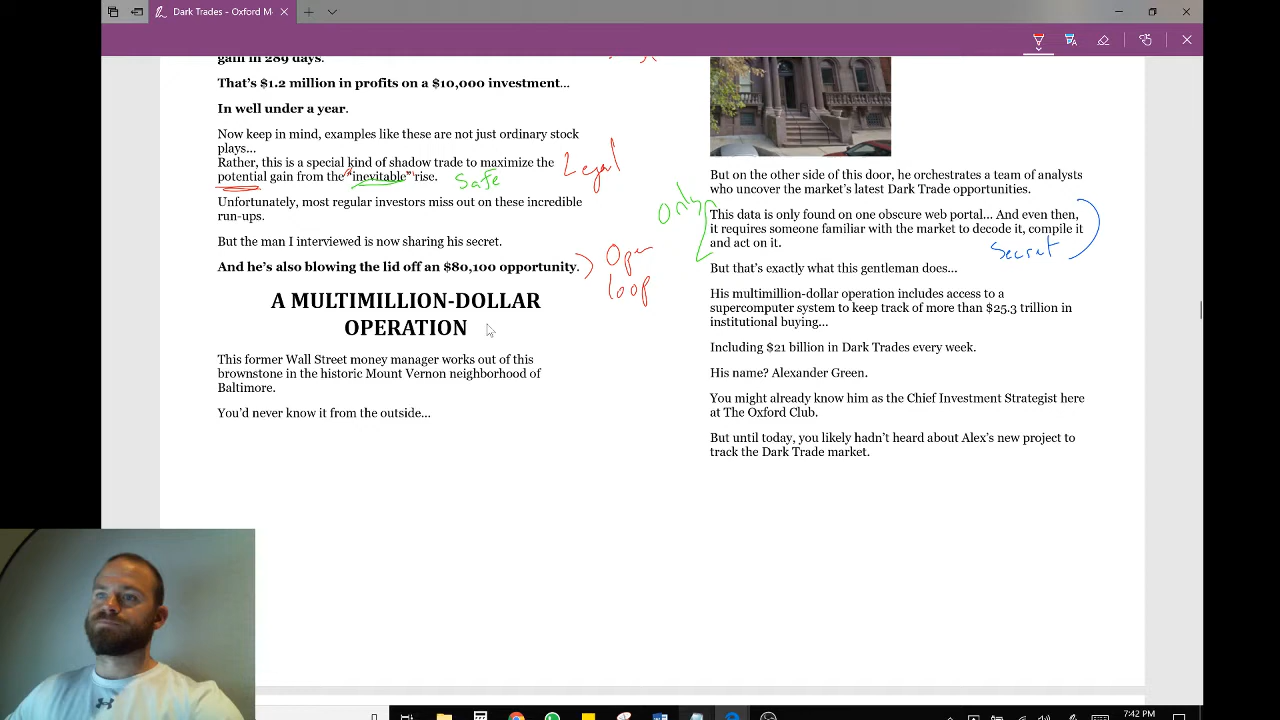 Dark Trades - Oxford M
gain in 289 days.
That's $1.2 million in profits on a $10,000 investment…
In well under a year.
Now keep in mind, examples like these are not just ordinary stock
plays…
Rather, this is a special kind of shadow trade to maximize the
potential gain from the "inevitable" rise.
Safe
Legal
Unfortunately, most regular investors miss out on these incredible
run-ups.
But the man I interviewed is now sharing his secret.
And he's also blowing the lid off an $80,100 opportunity.
Open
loop
A MULTIMILLION-DOLLAR
OPERATION
This former Wall Street money manager works out of this
brownstone in the historic Mount Vernon neighborhood of
Baltimore.
You'd never know it from the outside…
But on the other side of this door, he orchestrates a team of analysts
who uncover the market's latest Dark Trade opportunities.
only
This data is only found on one obscure web portal… And even then,
it requires someone familiar with the market to decode it, compile it
and act on it.
Secret
But that's exactly what this gentleman does…
His multimillion-dollar operation includes access to a
supercomputer system to keep track of more than $25.3 trillion in
institutional buying…
Including $21 billion in Dark Trades every week.
His name? Alexander Green.
You might already know him as the Chief Investment Strategist here
at The Oxford Club.
But until today, you likely hadn't heard about Alex's new project to
track the Dark Trade market.
7:42 PM